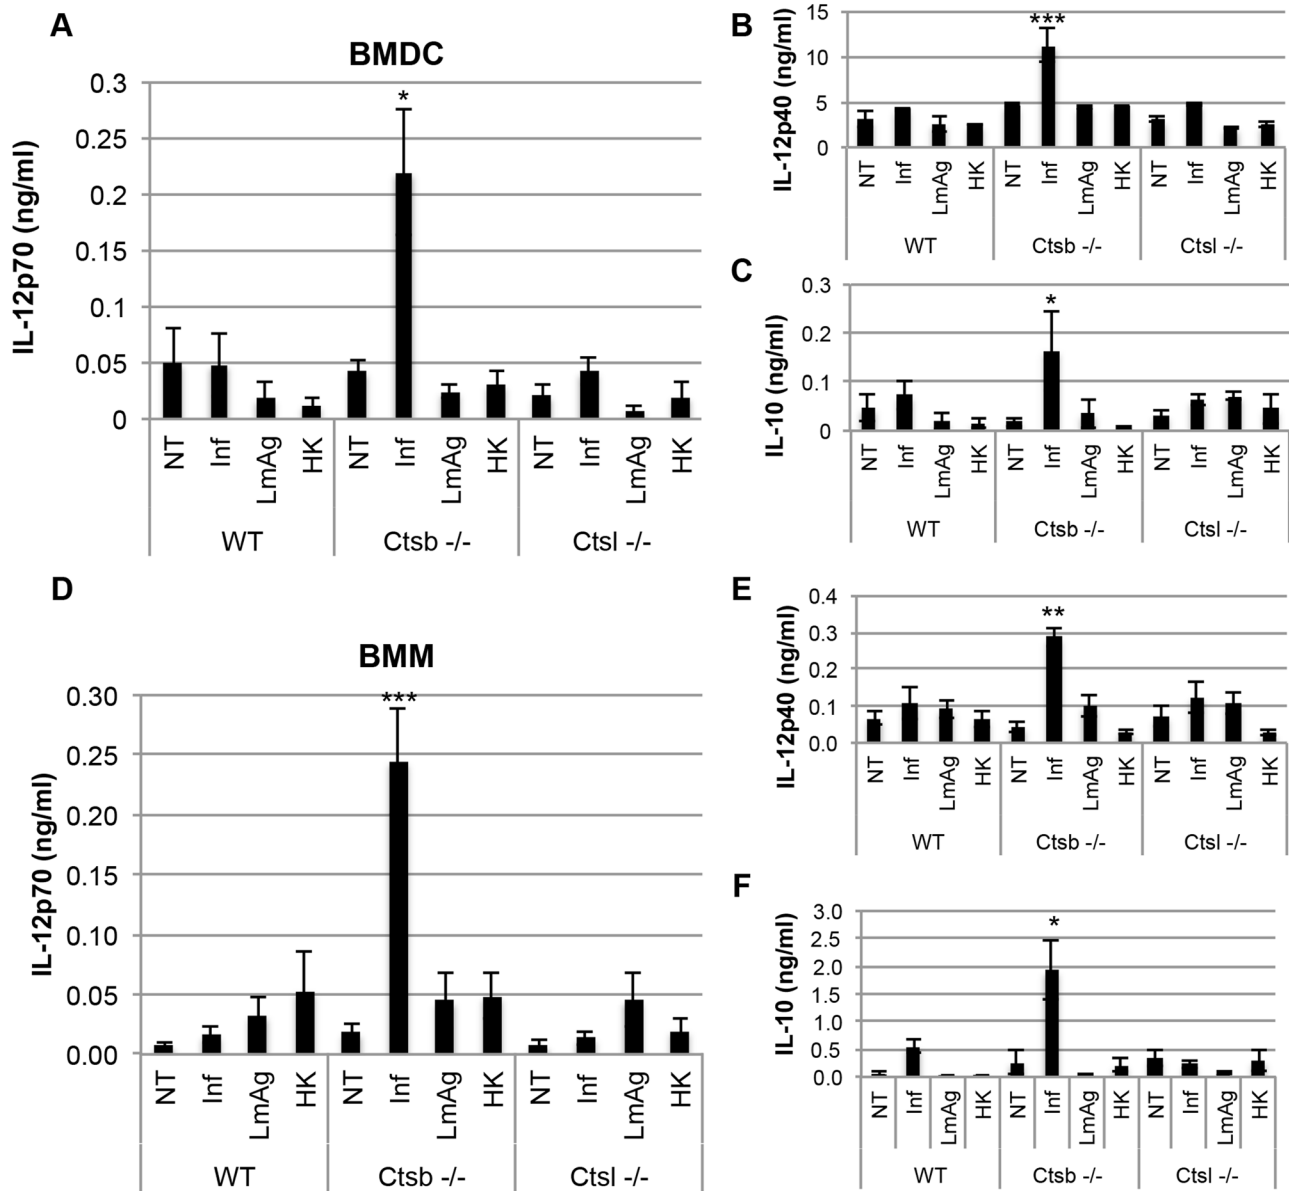 A
BMDC
IL-12p70 (ng/ml)
0.3
0.25
0.2
0.15
0.1
0.05
0
*
NT Inf LmAg HK NT Inf LmAg HK NT Inf LmAg HK
WT Ctsb -/- Ctsl -/-
B
IL-12p40 (ng/ml)
15
10
5
0
***
NT Inf LmAg HK NT Inf LmAg HK NT Inf LmAg HK
WT Ctsb -/- Ctsl -/-
C
IL-10 (ng/ml)
0.3
0.2
0.1
0
*
NT Inf LmAg HK NT Inf LmAg HK NT Inf LmAg HK
WT Ctsb -/- Ctsl -/-
D
BMM
IL-12p70 (ng/ml)
0.30
0.25
0.20
0.15
0.10
0.05
0.00
***
NT Inf LmAg HK NT Inf LmAg HK NT Inf LmAg HK
WT Ctsb -/- Ctsl -/-
E
IL-12p40 (ng/ml)
0.4
0.3
0.2
0.1
0.0
**
NT Inf LmAg HK NT Inf LmAg HK NT Inf LmAg HK
WT Ctsb -/- Ctsl -/-
F
IL-10 (ng/ml)
3.0
2.5
2.0
1.5
1.0
0.5
0.0
*
NT Inf LmAg HK NT Inf LmAg HK NT Inf LmAg HK
WT Ctsb -/- Ctsl -/-